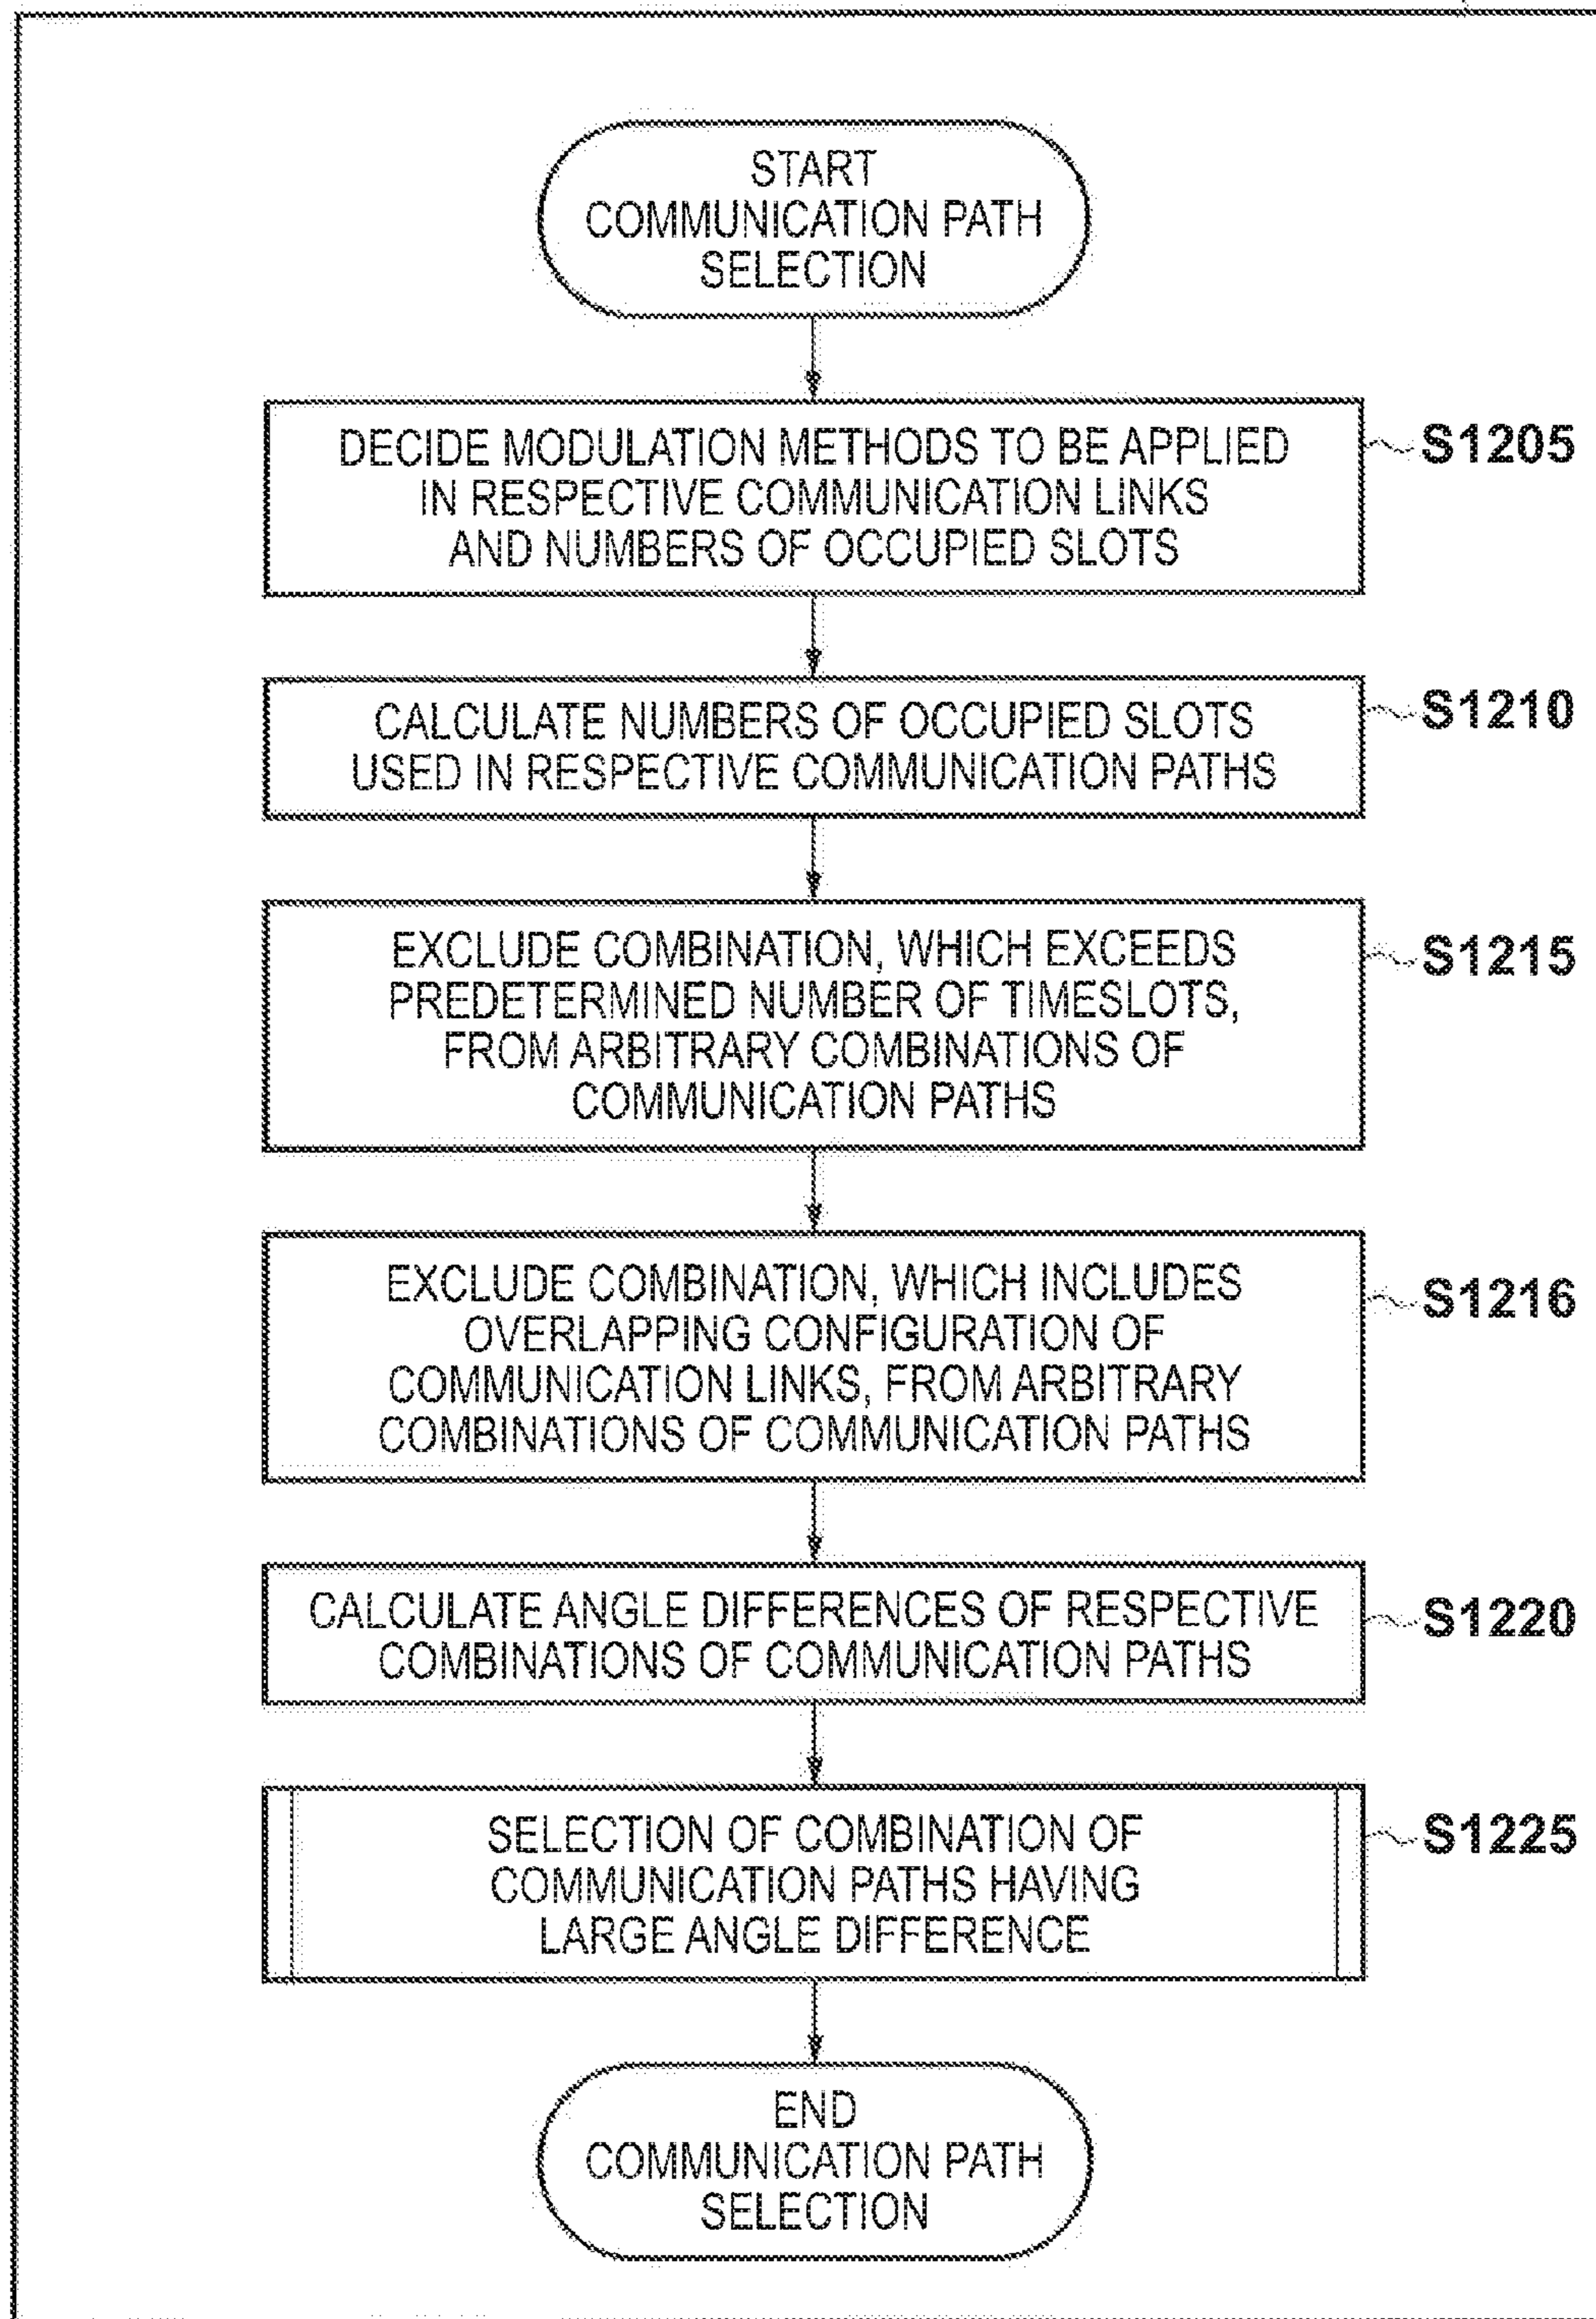 START
COMMUNICATION PATH
SELECTION
DECIDE MODULATION METHODS TO BE APPLIED
IN RESPECTIVE COMMUNICATION LINKS
AND NUMBERS OF OCCUPIED SLOTS
S1205
CALCULATE NUMBERS OF OCCUPIED SLOTS
USED IN RESPECTIVE COMMUNICATION PATHS
S1210
EXCLUDE COMBINATION, WHICH EXCEEDS
PREDETERMINED NUMBER OF TIMESLOTS,
FROM ARBITRARY COMBINATIONS OF
COMMUNICATION PATHS
S1215
EXCLUDE COMBINATION, WHICH INCLUDES
OVERLAPPING CONFIGURATION OF
COMMUNICATION LINKS, FROM ARBITRARY
COMBINATIONS OF COMMUNICATION PATHS
S1216
CALCULATE ANGLE DIFFERENCES OF RESPECTIVE
COMBINATIONS OF COMMUNICATION PATHS
S1220
SELECTION OF COMBINATION OF
COMMUNICATION PATHS HAVING
LARGE ANGLE DIFFERENCE
S1225
END
COMMUNICATION PATH
SELECTION